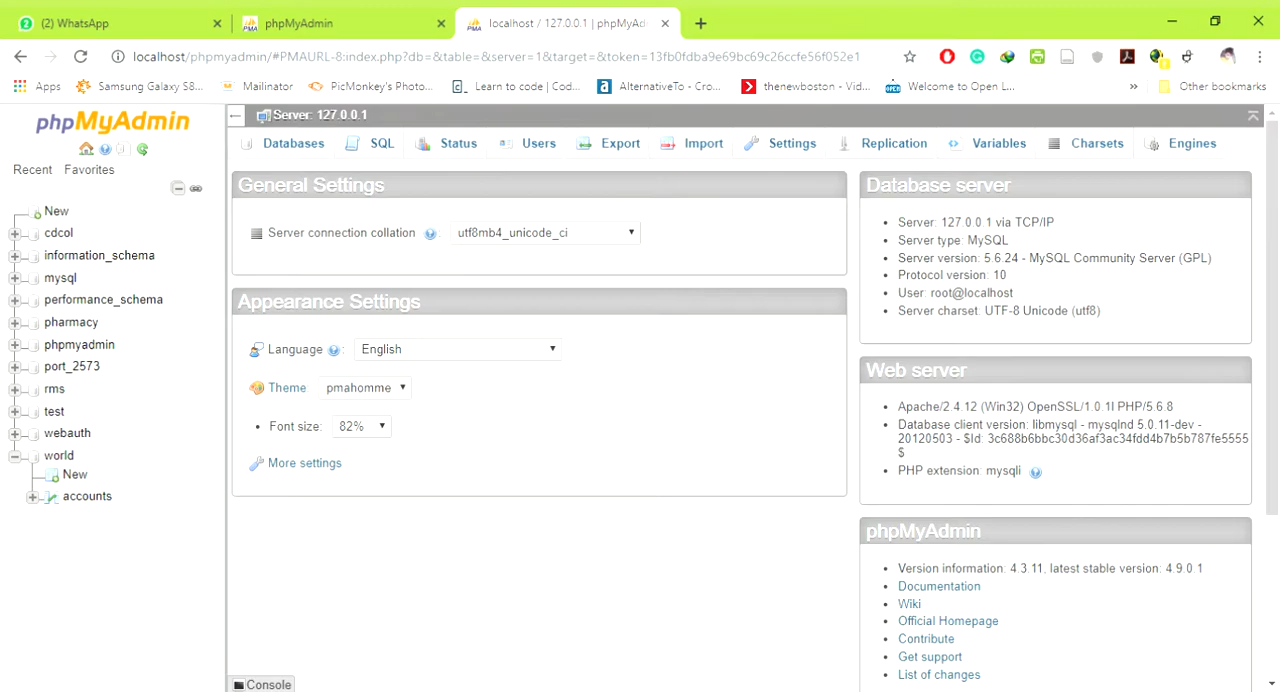 (2) WhatsApp
phpMyAdmin
localhost / 127.0.0.1 | phpMyAd
localhost/phpmyadmin/#PMAURL-8:index.php?db=&table=&server=1&target=&token=13fb0fdba9e69bc69c26ccfe56f052e1
Apps
Samsung Galaxy S8...
Mailinator
PicMonkey's Photo...
Learn to code | Cod...
AlternativeTo - Cro...
thenewboston - Vid...
Welcome to Open L...
»
Other bookmarks
phpMyAdmin
Recent Favorites
New
cdcol
information_schema
mysql
performance_schema
pharmacy
phpmyadmin
port_2573
rms
test
webauth
world
New
accounts
Server: 127.0.0.1
Databases
SQL
Status
Users
Export
Import
Settings
Replication
Variables
Charsets
Engines
General Settings
Server connection collation : utf8mb4_unicode_ci
Appearance Settings
Language : English
Theme pmahomme
Font size: 82%
More settings
Database server
Server: 127.0.0.1 via TCP/IP
Server type: MySQL
Server version: 5.6.24 - MySQL Community Server (GPL)
Protocol version: 10
User: root@localhost
Server charset: UTF-8 Unicode (utf8)
Web server
Apache/2.4.12 (Win32) OpenSSL/1.0.1l PHP/5.6.8
Database client version: libmysql - mysqlnd 5.0.11-dev -
20120503 - $Id: 3c688b6bbc30d36af3ac34fdd4b7b5b787fe5555
$
PHP extension: mysqli
phpMyAdmin
Version information: 4.3.11, latest stable version: 4.9.0.1
Documentation
Wiki
Official Homepage
Contribute
Get support
List of changes
Console